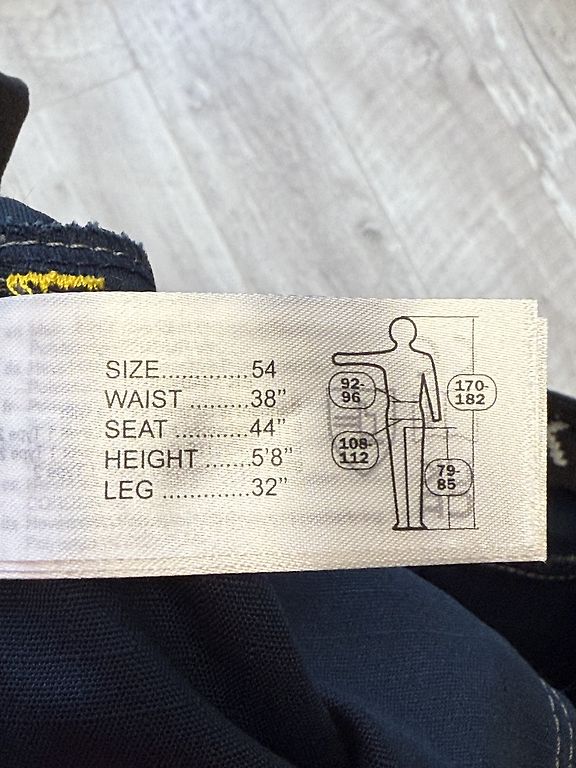 SIZE.............54
WAIST ..........38”
SEAT ...........44”
HEIGHT .......5'8”
LEG .............32”
92-
96
108-
112
170-
182
79-
85